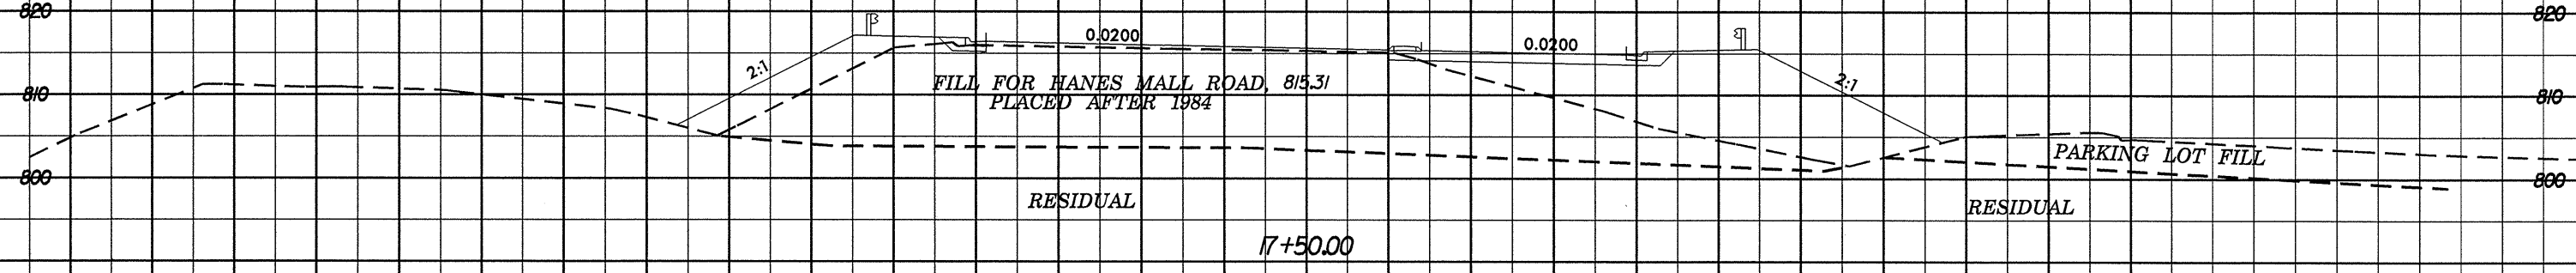 820
820
0.0200
0.0200
2:1
2:1
FILL FOR HANES MALL ROAD, 815.31
PLACED AFTER 1984
810
810
PARKING LOT FILL
800
800
RESIDUAL
RESIDUAL
17+50.00